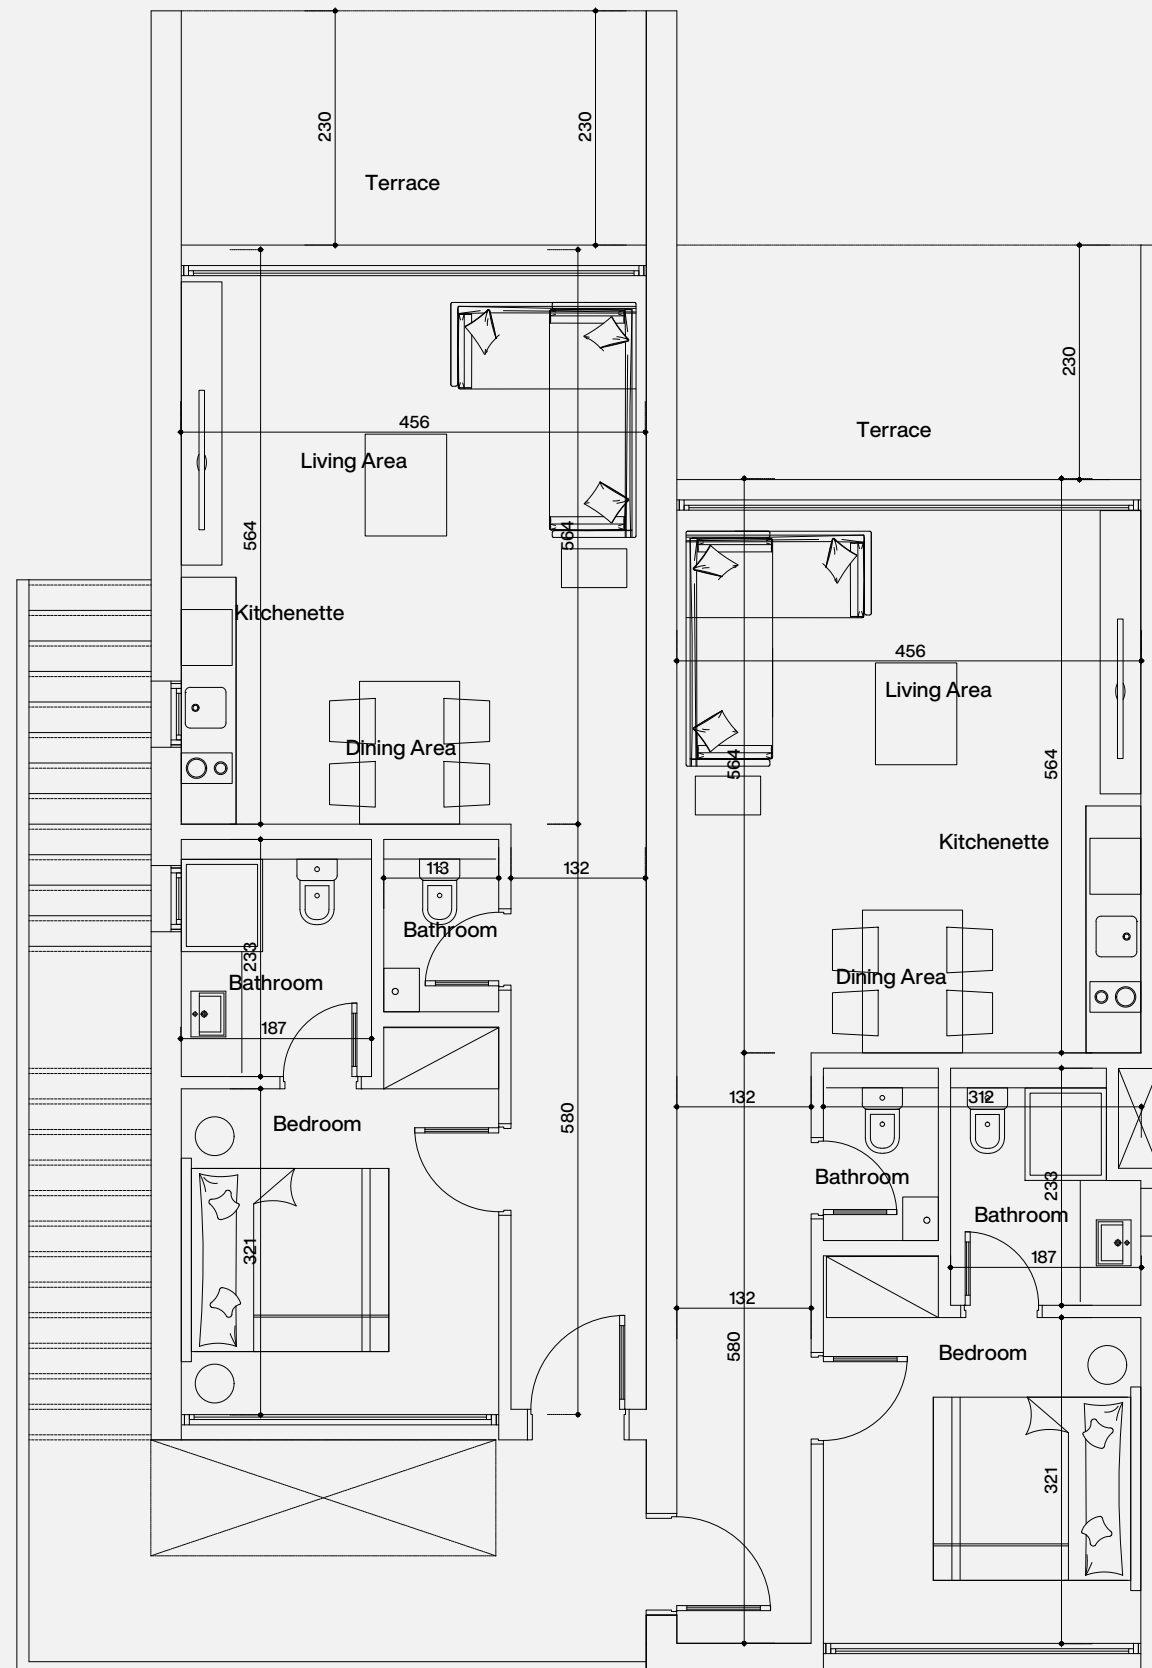 230
230
Terrace
230
456
Terrace
Living Area
564
564
Kitchenette
456
Living Area
Dining Area
564
564
Kitchenette
113
132
Bathroom
233
Bathroom
Dining Area
187
132
312
580
Bedroom
Bathroom
233
Bathroom
321
187
132
580
Bedroom
321